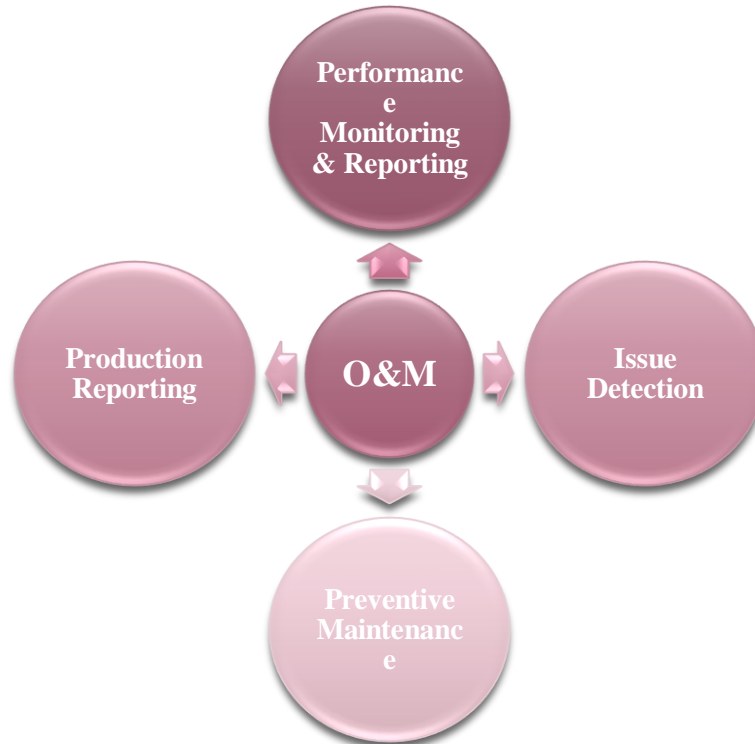 Performanc
e
Monitoring
& Reporting
Production
Reporting
O&M
Issue
Detection
Preventive
Maintenanc
e